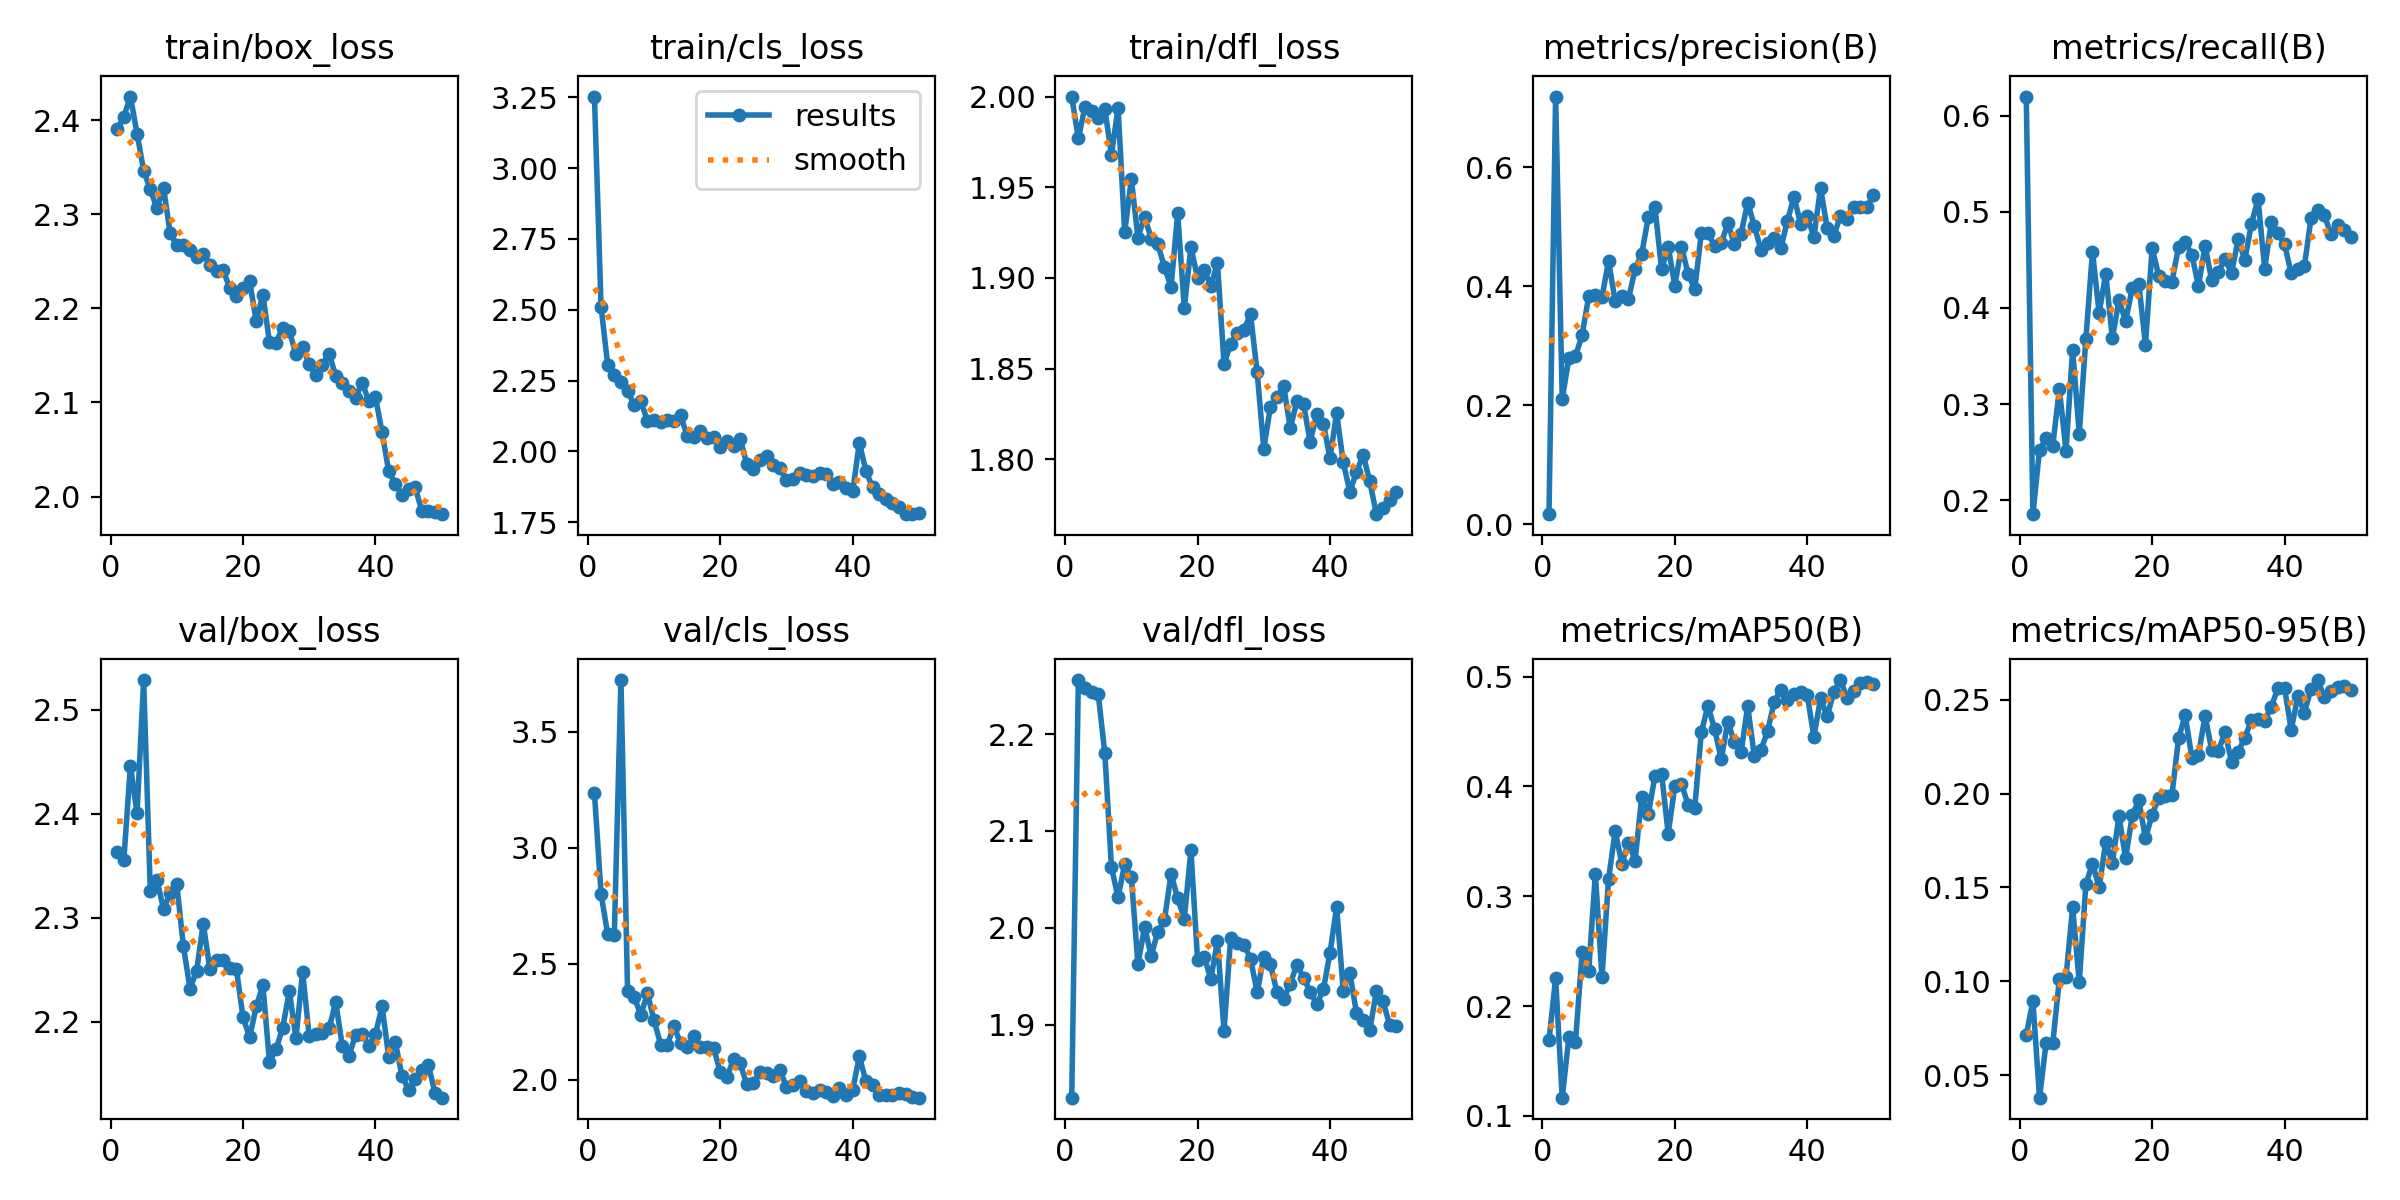 train/box_loss
2.4
2.3
2.2
2.1
2.0
0 20 40
train/cls_loss
results
smooth
3.25
3.00
2.75
2.50
2.25
2.00
1.75
0 20 40
train/dfl_loss
2.00
1.95
1.90
1.85
1.80
0 20 40
metrics/precision(B)
0.6
0.4
0.2
0.0
0 20 40
metrics/recall(B)
0.6
0.5
0.4
0.3
0.2
0 20 40
val/box_loss
2.5
2.4
2.3
2.2
0 20 40
val/cls_loss
3.5
3.0
2.5
2.0
0 20 40
val/dfl_loss
2.2
2.1
2.0
1.9
0 20 40
metrics/mAP50(B)
0.5
0.4
0.3
0.2
0.1
0 20 40
metrics/mAP50-95(B)
0.25
0.20
0.15
0.10
0.05
0 20 40